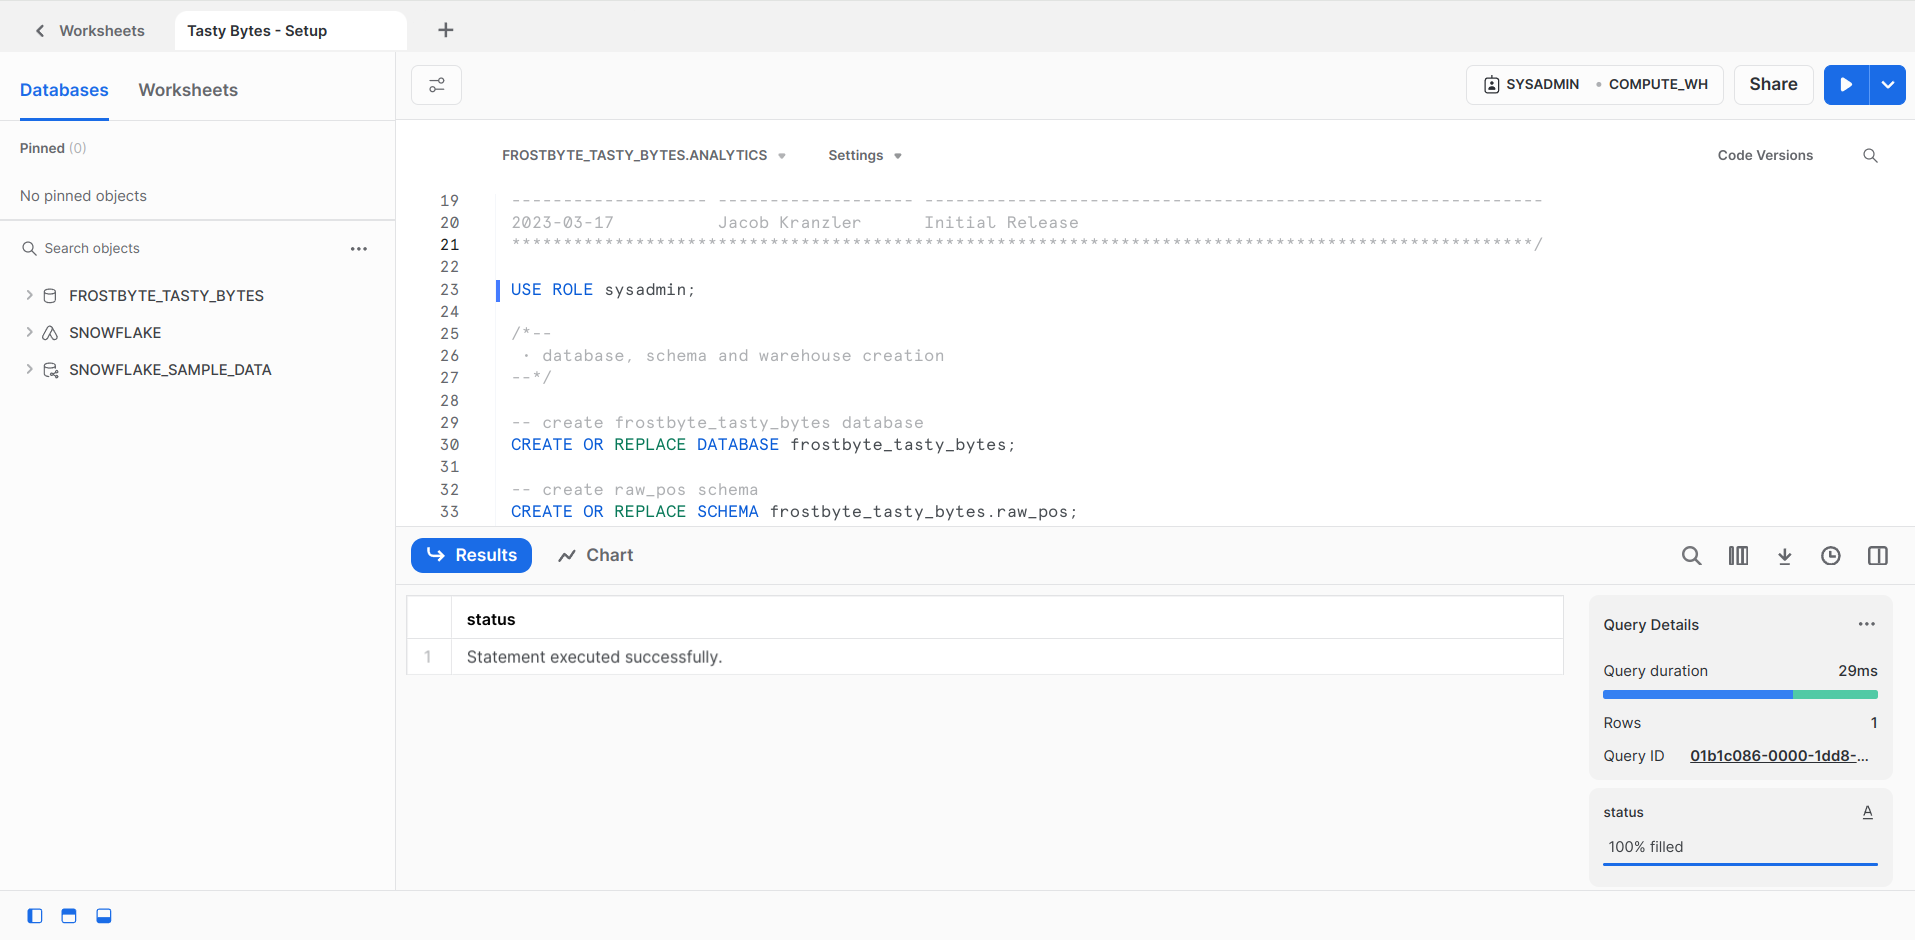 Worksheets
Tasty Bytes - Setup
+
Databases
Worksheets
SYSADMIN • COMPUTE_WH
Share
Pinned (0)
No pinned objects
Search objects
FROSTBYTE_TASTY_BYTES
SNOWFLAKE
SNOWFLAKE_SAMPLE_DATA
FROSTBYTE_TASTY_BYTES.ANALYTICS
Settings
Code Versions
19 ------------------- ------------------- ------------------------------------------------------------
20 2023-03-17 Jacob Kranzler Initial Release
21 ***************************************************************************************************/
22
23 USE ROLE sysadmin;
24
25 /*--
26 · database, schema and warehouse creation
27 --*/
28
29 -- create frostbyte_tasty_bytes database
30 CREATE OR REPLACE DATABASE frostbyte_tasty_bytes;
31
32 -- create raw_pos schema
33 CREATE OR REPLACE SCHEMA frostbyte_tasty_bytes.raw_pos;
Results
Chart
status
1 Statement executed successfully.
Query Details
Query duration 29ms
Rows 1
Query ID 01b1c086-0000-1dd8-...
status A
100% filled